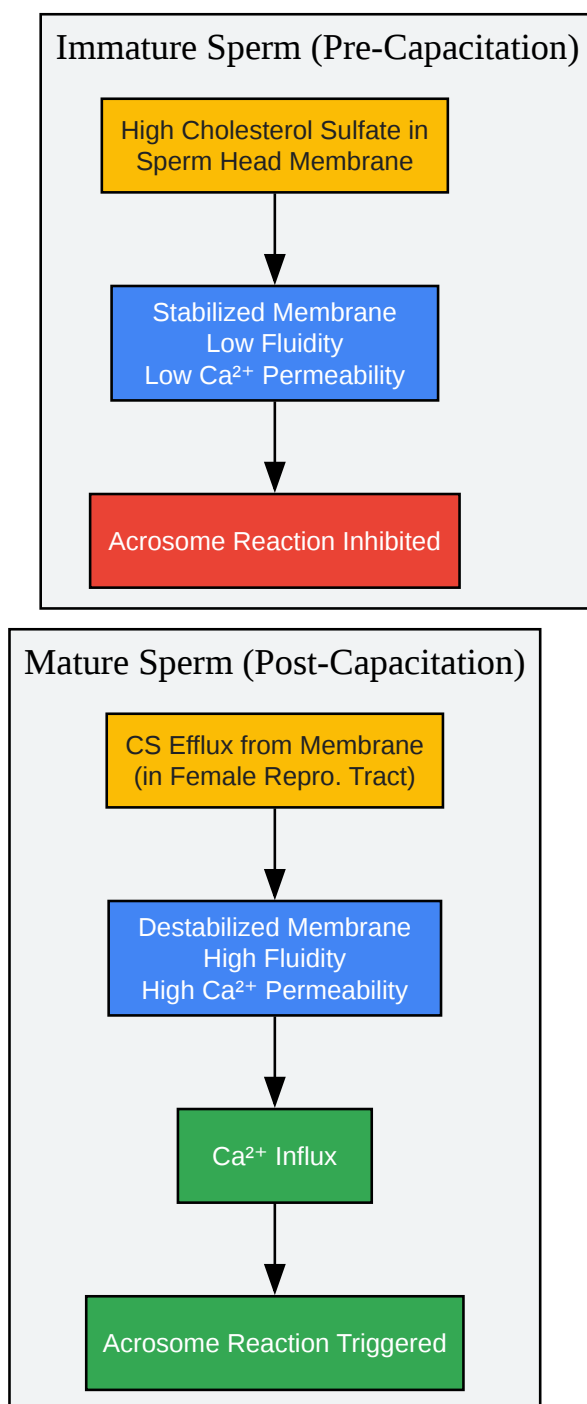 Immature Sperm (Pre-Capacitation)
High Cholesterol Sulfate in
Sperm Head Membrane
Stabilized Membrane
Low Fluidity
Low Ca²⁺ Permeability
Acrosome Reaction Inhibited
Mature Sperm (Post-Capacitation)
CS Efflux from Membrane
(in Female Repro. Tract)
Destabilized Membrane
High Fluidity
High Ca²⁺ Permeability
Ca²⁺ Influx
Acrosome Reaction Triggered